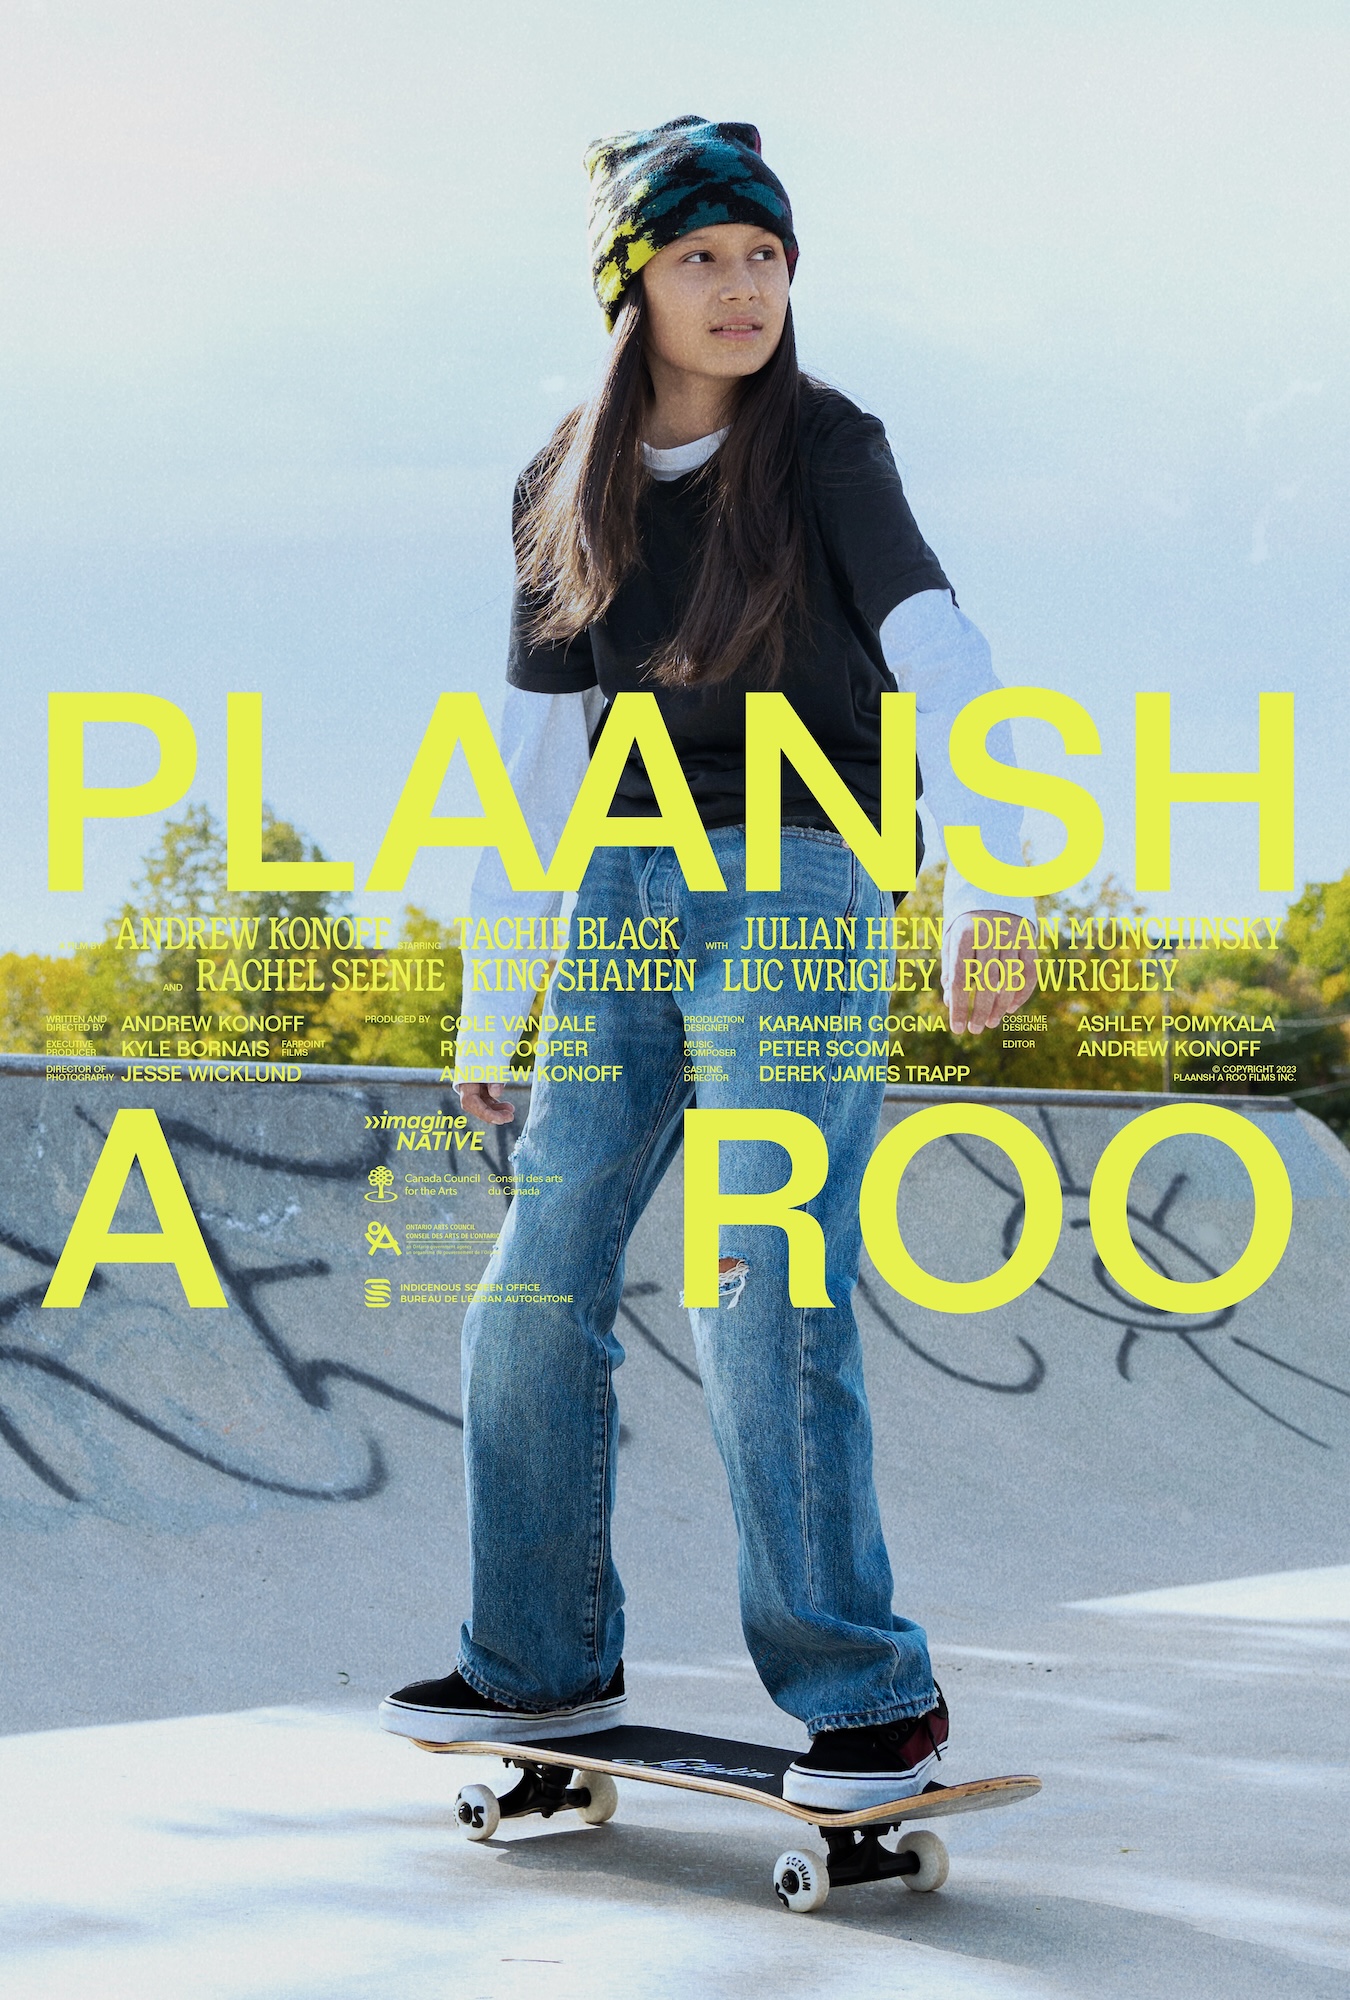 PLAANSH
A FILM BY ANDREW KONOFF STARRING TACHIE BLACK WITH JULIAN HEIN DEAN MUNCHINSKY
AND RACHEL SEENIE KING SHAMEN LUC WRIGLEY ROB WRIGLEY
WRITTEN AND
DIRECTED BY
ANDREW KONOFF
EXECUTIVE
PRODUCER
KYLE BORNAIS
FARPOINT
FILMS
DIRECTOR OF
PHOTOGRAPHY
JESSE WICKLUND
PRODUCED BY
COLE VANDALE
RYAN COOPER
ANDREW KONOFF
PRODUCTION
DESIGNER
KARANBIR GOGNA
MUSIC
COMPOSER
PETER SCOMA
CASTING
DIRECTOR
DEREK JAMES TRAPP
COSTUME
DESIGNER
ASHLEY POMYKALA
EDITOR
ANDREW KONOFF
© COPYRIGHT 2023
PLAANSH A ROO FILMS INC.
A ROO
imagine
NATIVE
Canada Council Conseil des arts
for the Arts du Canada
ONTARIO ARTS COUNCIL
CONSEIL DES ARTS DE L'ONTARIO
INDIGENOUS SCREEN OFFICE
BUREAU DE L'ÉCRAN AUTOCHTONE